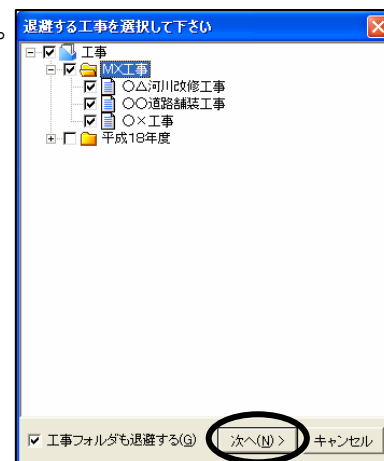 。
退避する工事を選択して下さい
工事
MX工事
○△河川改修工事
○○道路舗装工事
○×工事
平成18年度
工事フォルダも退避する(G)
次へ(N) >
キャンセル